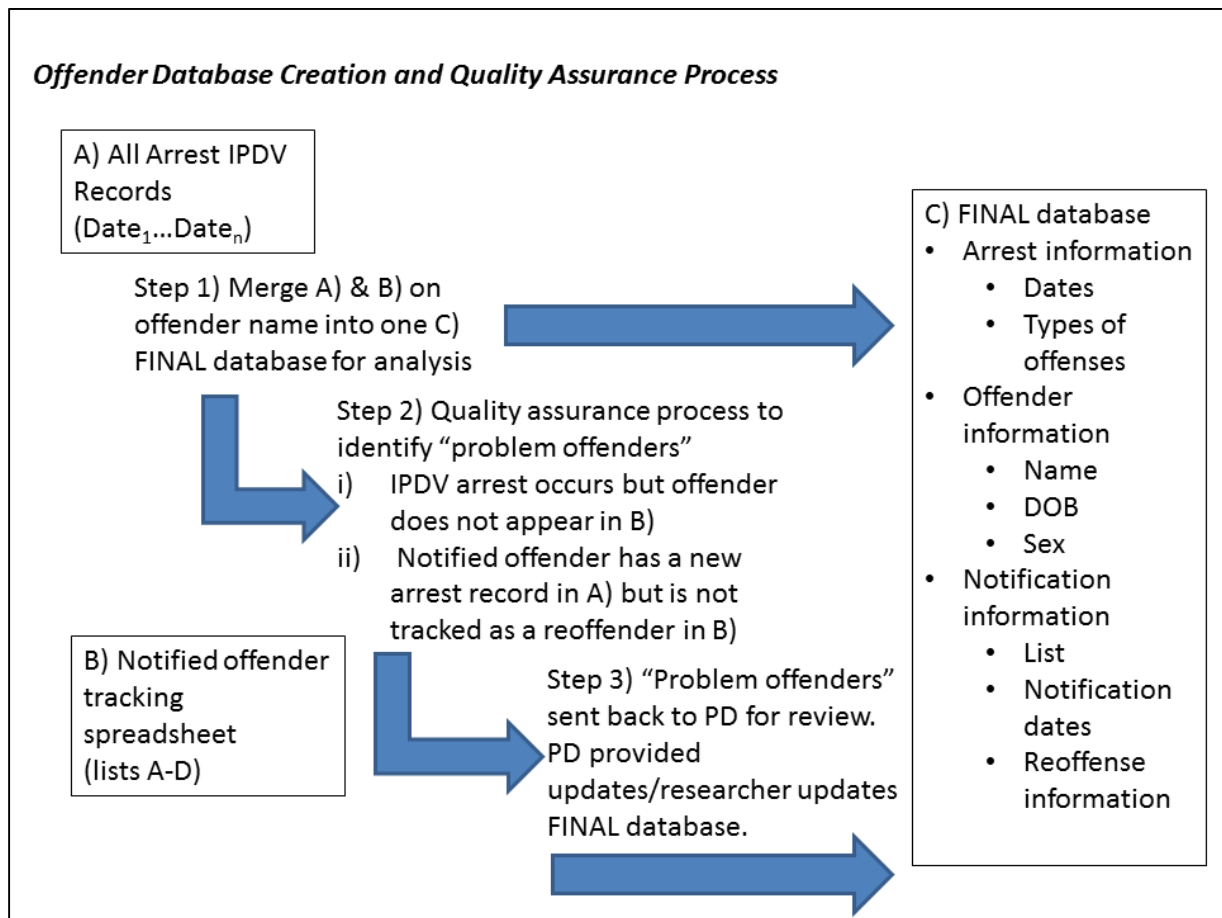 Offender Database Creation and Quality Assurance Process
A) All Arrest IPDV
Records
(Date₁...Dateₙ)
Step 1) Merge A) & B) on
offender name into one C)
FINAL database for analysis
Step 2) Quality assurance process to
identify “problem offenders”
i) IPDV arrest occurs but offender
does not appear in B)
ii) Notified offender has a new
arrest record in A) but is not
tracked as a reoffender in B)
B) Notified offender
tracking
spreadsheet
(lists A-D)
Step 3) “Problem offenders”
sent back to PD for review.
PD provided
updates/researcher updates
FINAL database.
C) FINAL database
• Arrest information
• Dates
• Types of
offenses
• Offender
information
• Name
• DOB
• Sex
• Notification
information
• List
• Notification
dates
• Reoffense
information